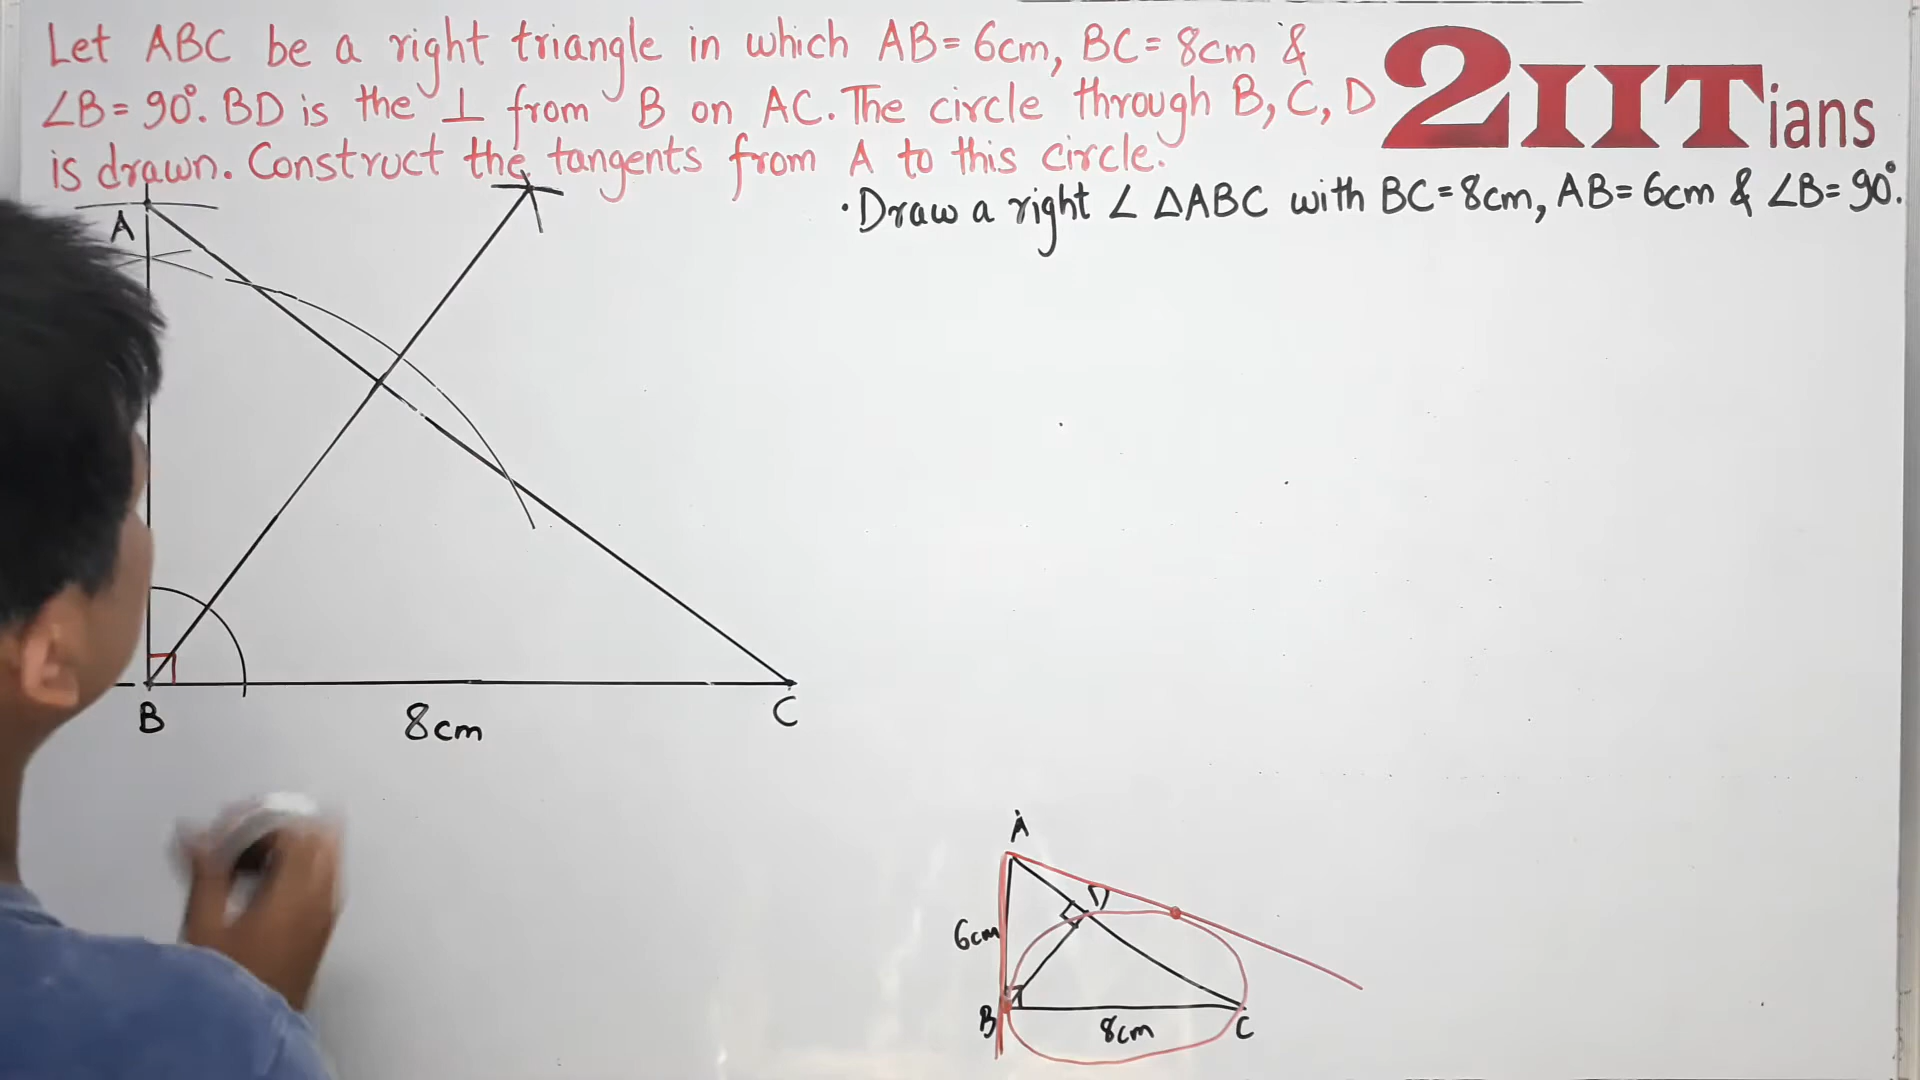 Let ABC be a right triangle in which AB= 6cm, BC= 8cm &
∠B= 90°. BD is the ⊥ from B on AC. The circle through B, C, D
is drawn. Construct the tangents from A to this circle.
2IITians
·Draw a right ∠ △ABC with BC=8cm, AB=6cm & ∠B=90°.
A
B
8cm
C
A
D
6cm
B
8cm
C